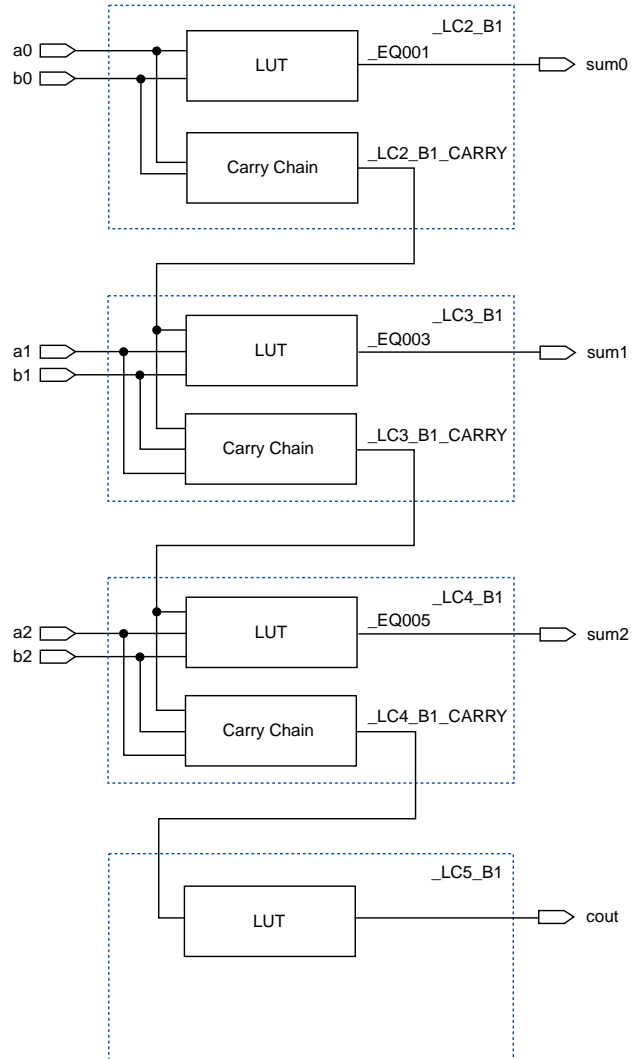 _LC2_B1
a0
LUT
_EQ001
sum0
b0
_LC2_B1_CARRY
Carry Chain
_LC3_B1
a1
LUT
_EQ003
sum1
b1
_LC3_B1_CARRY
Carry Chain
_LC4_B1
a2
LUT
_EQ005
sum2
b2
_LC4_B1_CARRY
Carry Chain
_LC5_B1
LUT
cout